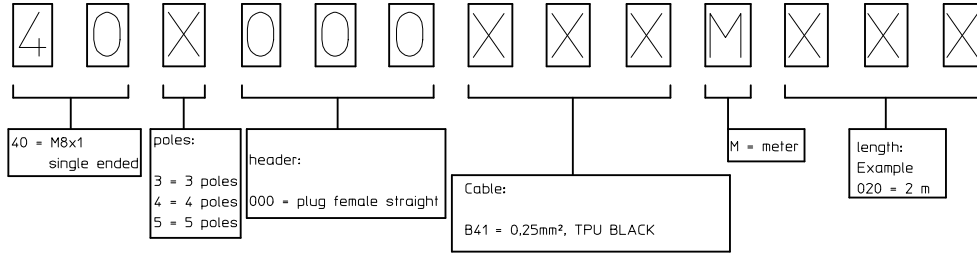 4 0 X 0 0 0 X X X M X X X
40 = M8x1
single ended
poles:
3 = 3 poles
4 = 4 poles
5 = 5 poles
header:
000 = plug female straight
Cable:
B41 = 0,25mm², TPU BLACK
M = meter
length:
Example
020 = 2 m